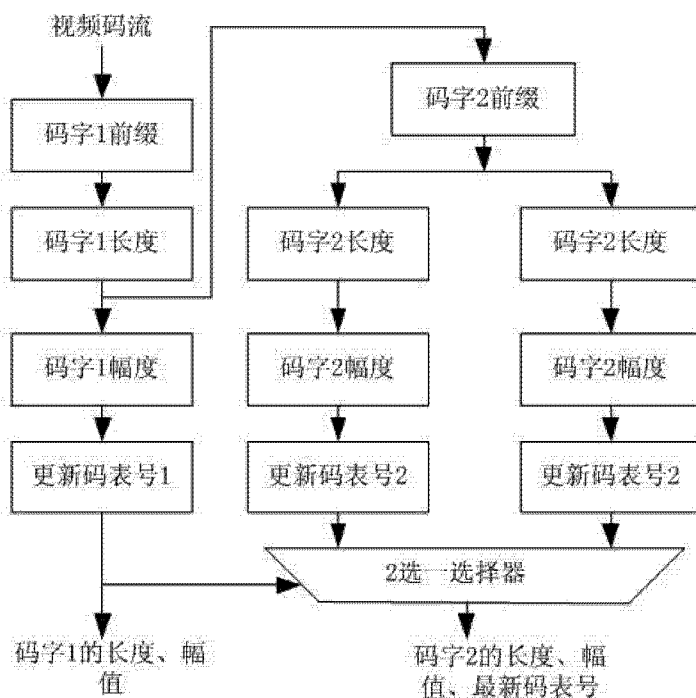 视频码流
码字1前缀
码字2前缀
码字1长度
码字2长度
码字2长度
码字1幅度
码字2幅度
码字2幅度
更新码表号1
更新码表号2
更新码表号2
2选一选择器
码字1的长度、幅
值
码字2的长度、幅
值、最新码表号